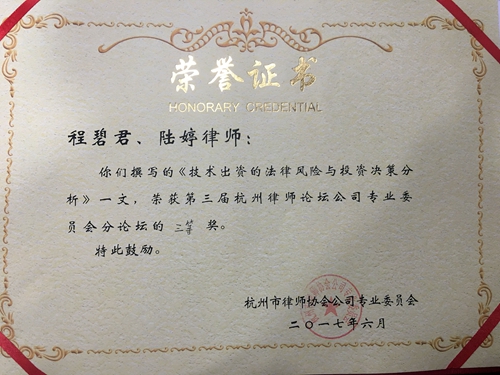 荣誉证书
HONORARY CREDENTIAL
程碧君、陆婷律师：
你们撰写的《技术出资的法律风险与投资决策分
析》一文，荣获第三届杭州律师论坛公司专业委
员会分论坛的 三等 奖。
特此鼓励。
杭州市律师协会公司专业委员会
二〇一七年六月